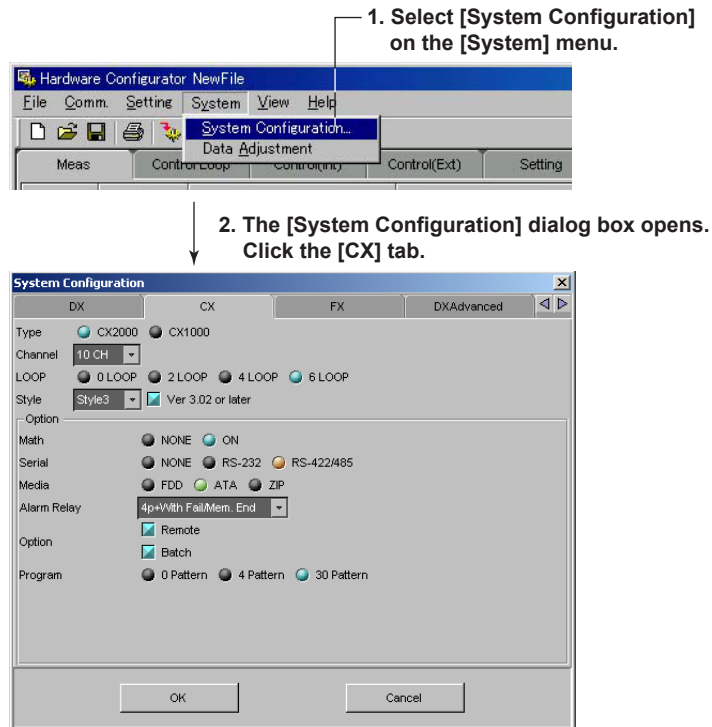 1. Select [System Configuration]
on the [System] menu.
Hardware Configurator NewFile
File Comm. Setting System View Help
System Configuration...
Data Adjustment
Meas Control Loop Control(Int) Control(Ext) Setting
2. The [System Configuration] dialog box opens.
Click the [CX] tab.
System Configuration
DX CX FX DXAdvanced
Type CX2000 CX1000
Channel 10 CH
LOOP 0 LOOP 2 LOOP 4 LOOP 6 LOOP
Style Style3 Ver 3.02 or later
Option
Math NONE ON
Serial NONE RS-232 RS-422/485
Media FDD ATA ZIP
Alarm Relay 4p+With Fail/Mem. End
Remote
Option
Batch
Program 0 Pattern 4 Pattern 30 Pattern
OK Cancel